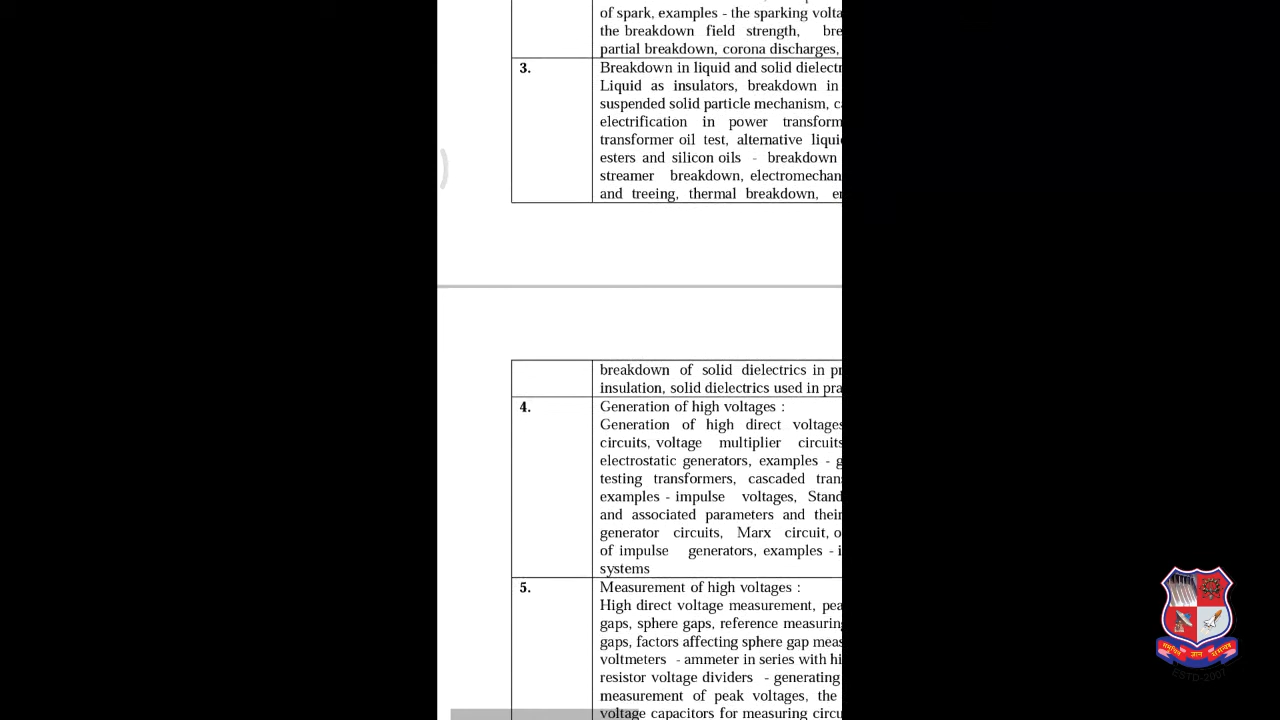 of spark, examples - the sparking volta
the breakdown field strength, bre
partial breakdown, corona discharges,
3. Breakdown in liquid and solid dielectr
Liquid as insulators, breakdown in
suspended solid particle mechanism, ca
electrification in power transform
transformer oil test, alternative liqui
esters and silicon oils - breakdown
streamer breakdown, electromechan
and treeing, thermal breakdown, er
breakdown of solid dielectrics in pr
insulation, solid dielectrics used in pra
4. Generation of high voltages :
Generation of high direct voltages
circuits, voltage multiplier circuits
electrostatic generators, examples - g
testing transformers, cascaded tran
examples - impulse voltages, Stand
and associated parameters and their
generator circuits, Marx circuit, o
of impulse generators, examples - i
systems
5. Measurement of high voltages :
High direct voltage measurement, pea
gaps, sphere gaps, reference measuring
gaps, factors affecting sphere gap meas
voltmeters - ammeter in series with hi
resistor voltage dividers - generating
measurement of peak voltages, the
voltage capacitors for measuring circu
ESTD-2007